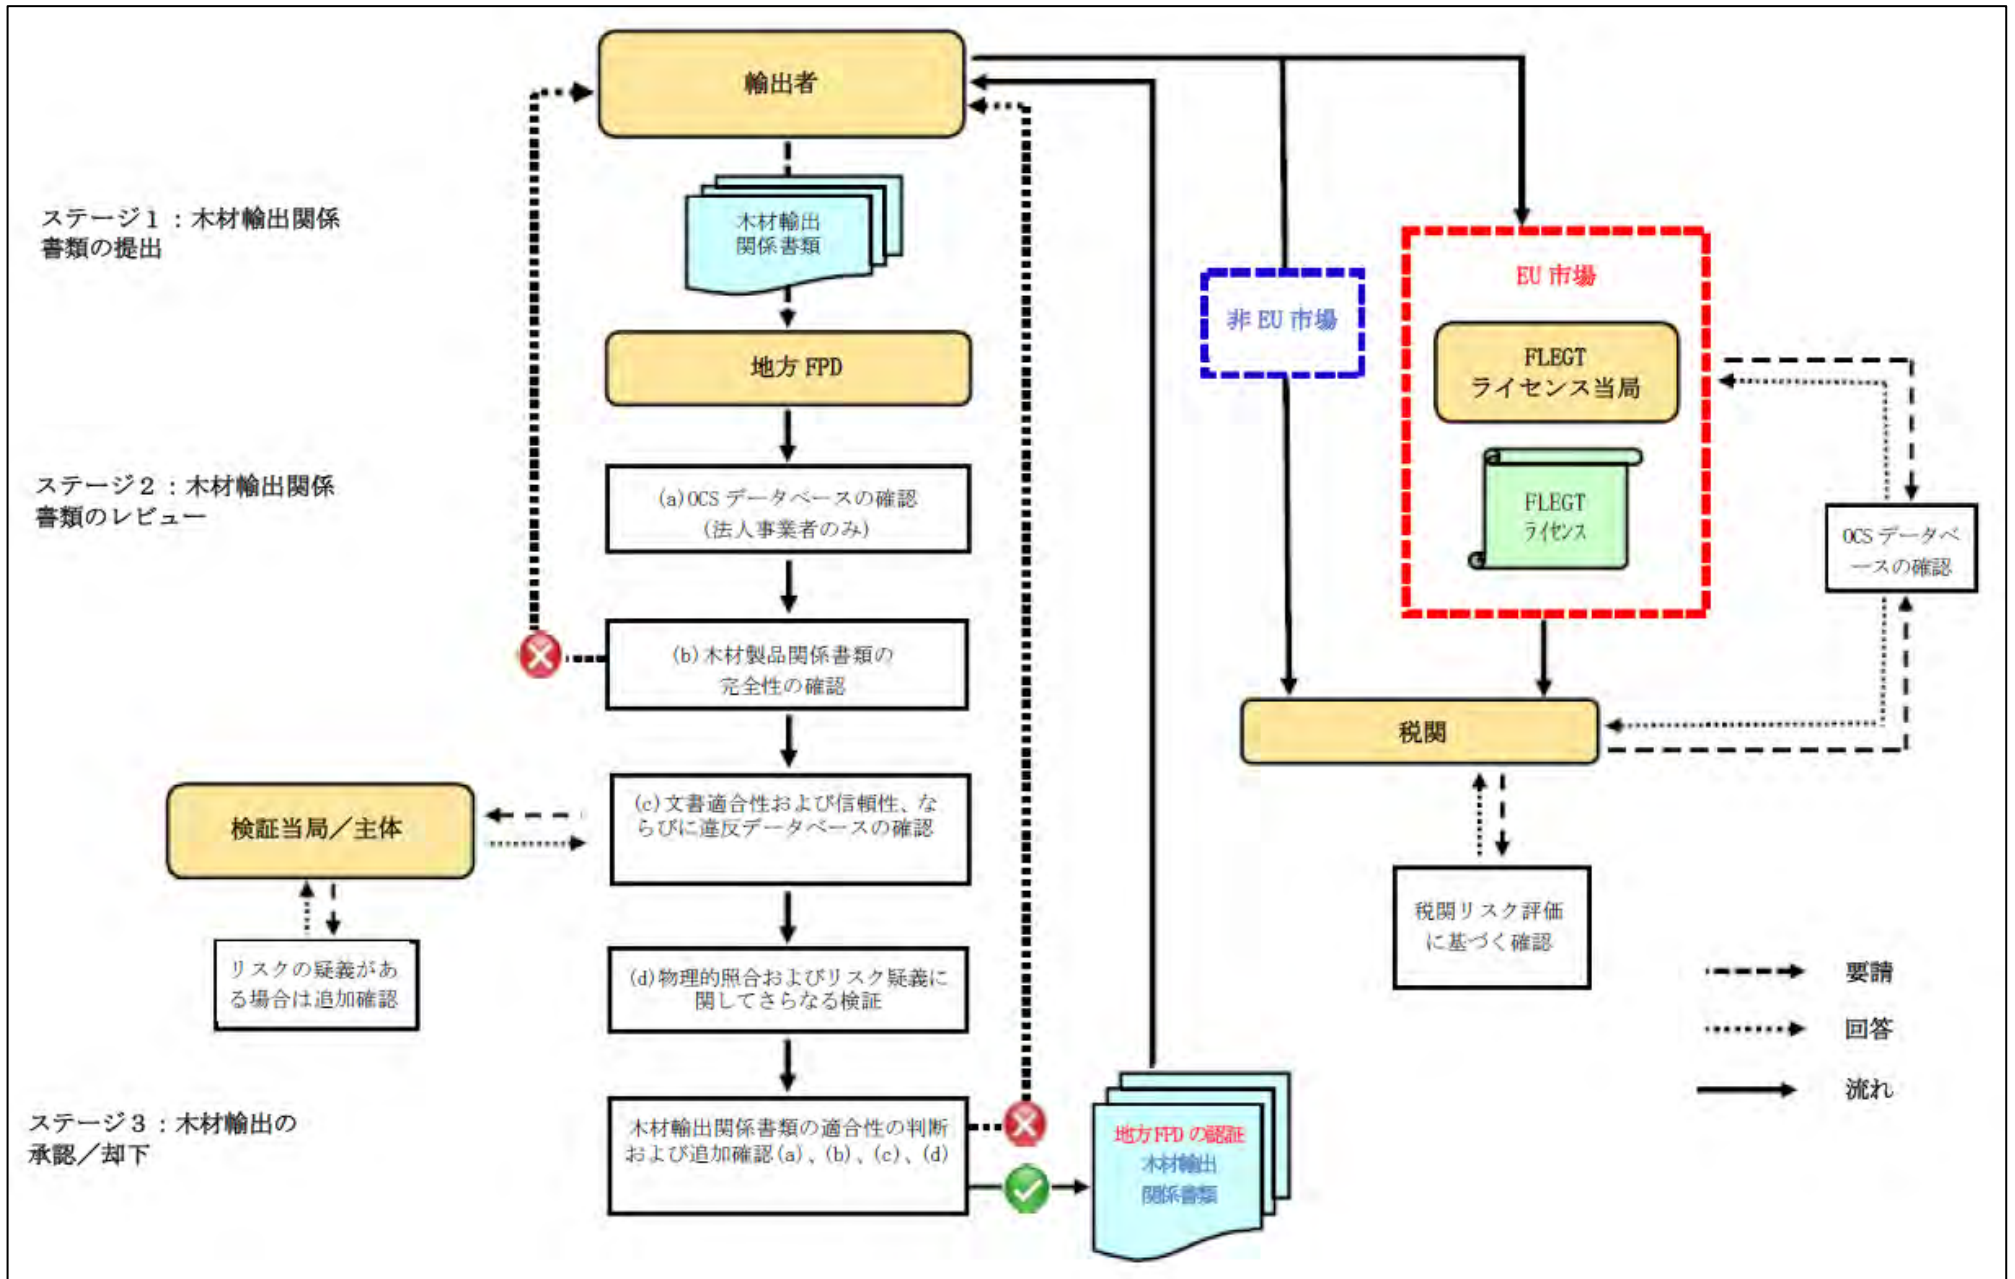 輸出者
ステージ１：木材輸出関係
書類の提出
木材輸出
関係書類
地方 FPD
ステージ２：木材輸出関係
書類のレビュー
(a)OCS データベースの確認
(法人事業者のみ)
(b)木材製品関係書類の
完全性の確認
(c)文書適合性および信頼性、な
らびに違反データベースの確認
検証当局／主体
リスクの疑義があ
る場合は追加確認
(d)物理的照合およびリスク疑義に
関してさらなる検証
ステージ３：木材輸出の
承認／却下
木材輸出関係書類の適合性の判断
および追加確認(a)、(b)、(c)、(d)
地方FPD の認証
木材輸出
関係書類
非 EU 市場
EU 市場
FLEGT
ライセンス当局
FLEGT
ライセンス
OCS データベ
ースの確認
税関
税関リスク評価
に基づく確認
要請
回答
流れ